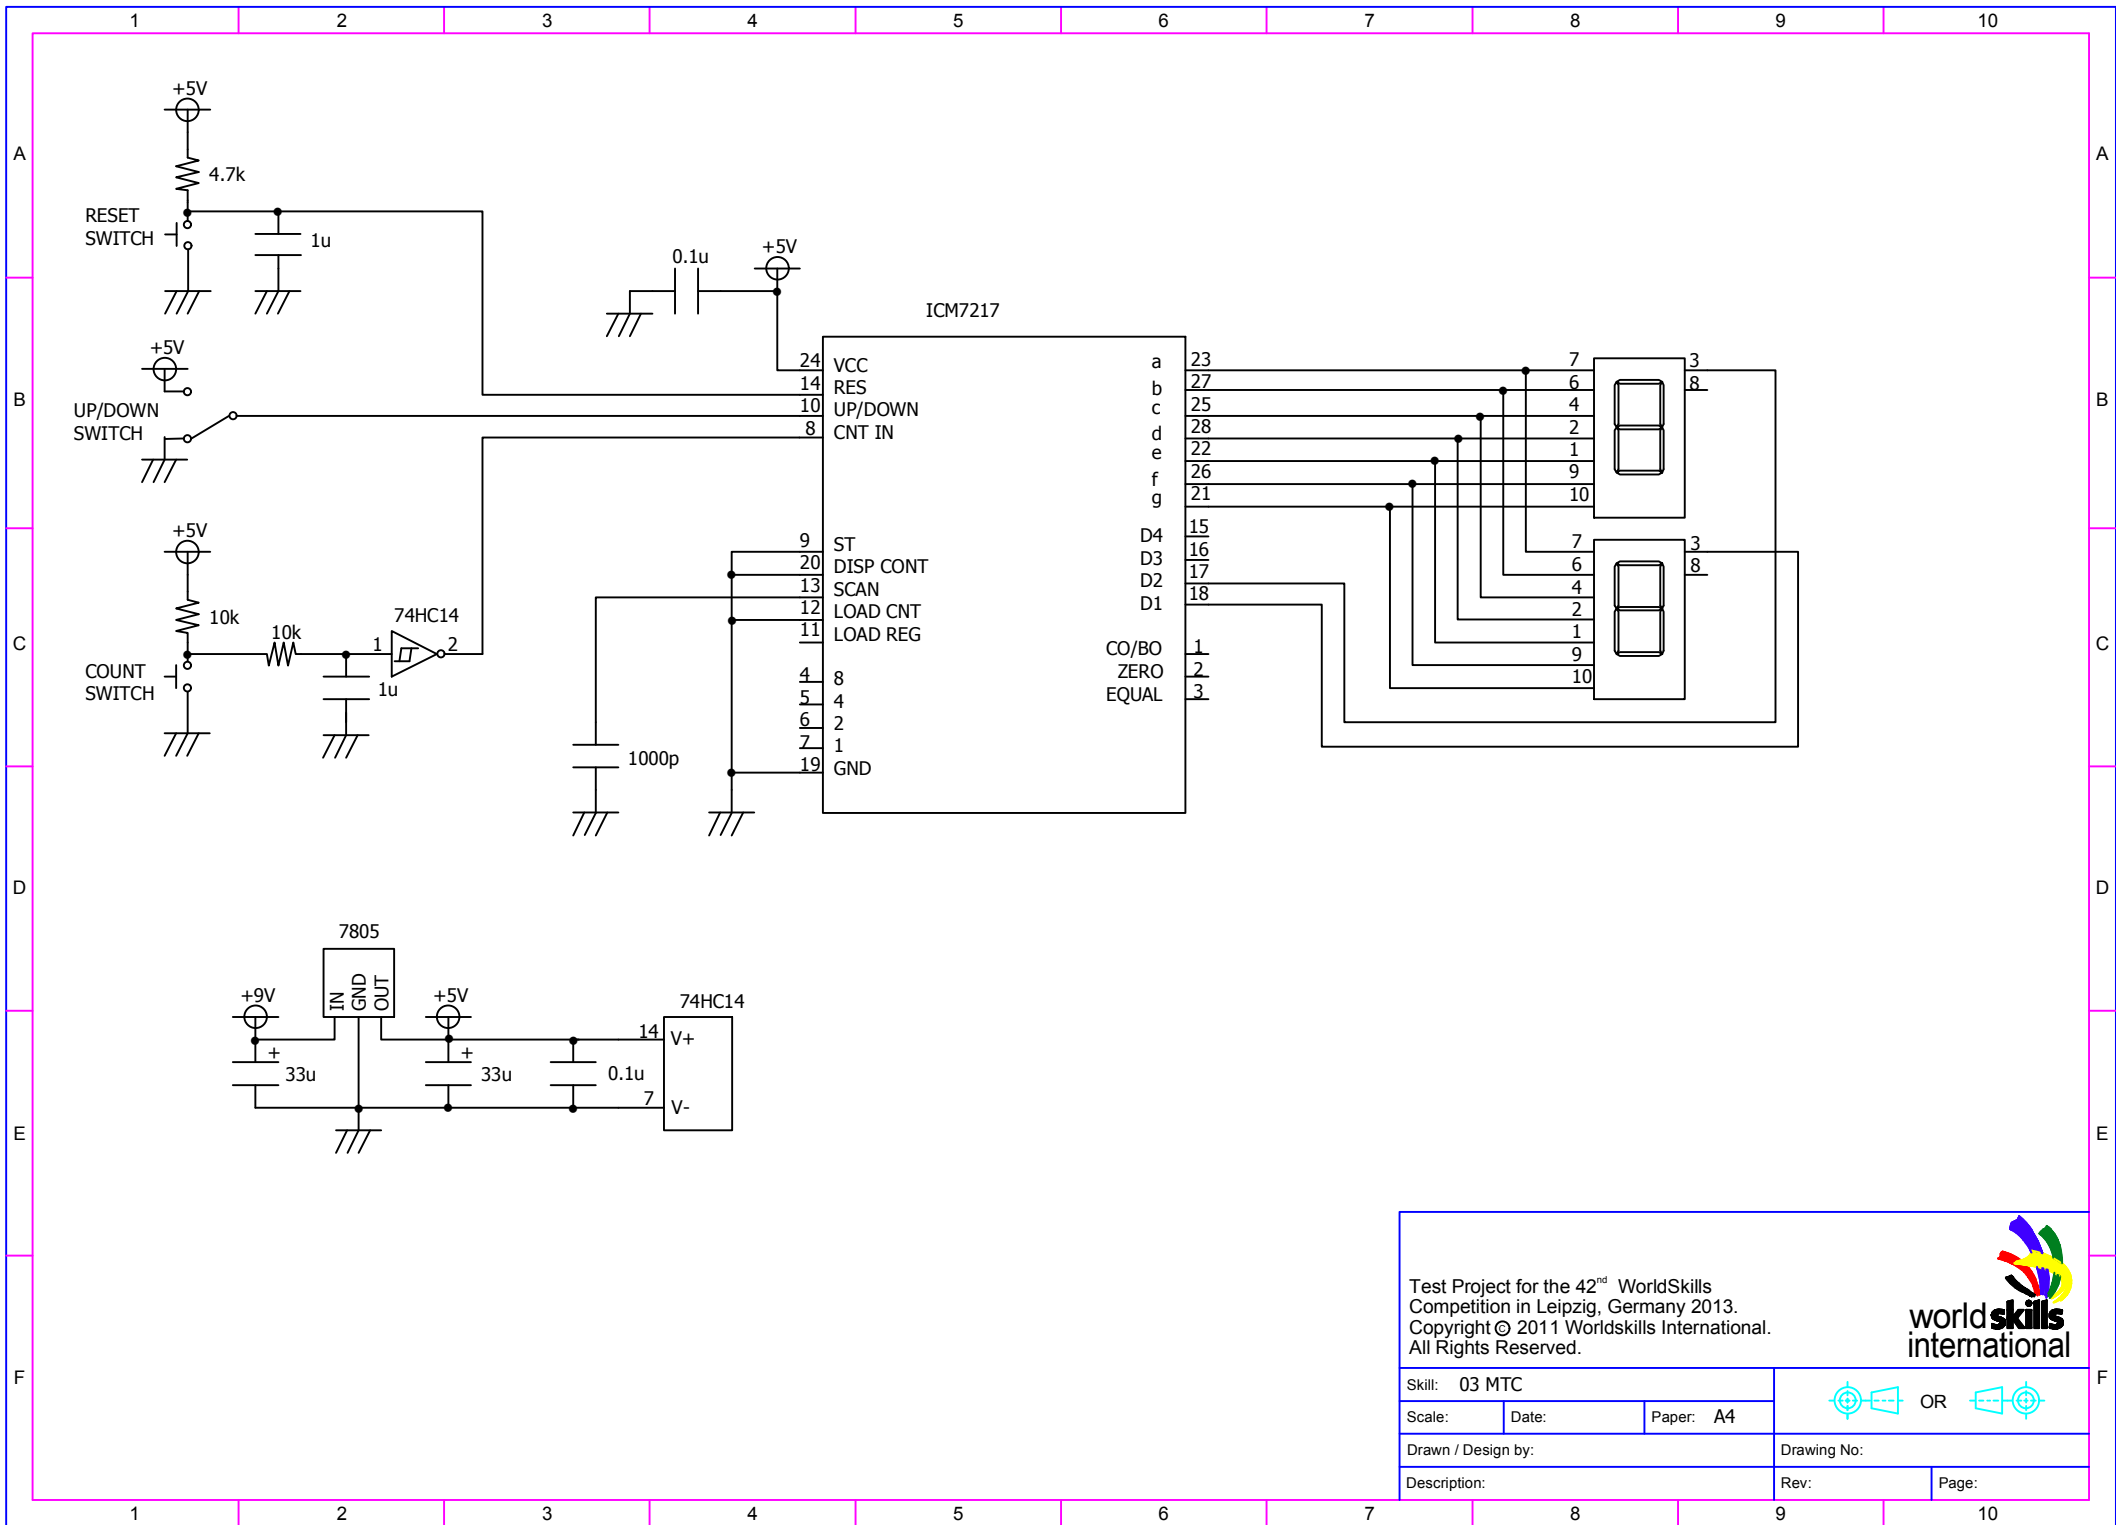 1 2 3 4 5 6 7 8 9 10
A A
B B
C C
D D
E E
F F
+5V
4.7k
RESET
SWITCH
1u
+5V
UP/DOWN
SWITCH
+5V
10k
10k
COUNT
SWITCH
1u
74HC14
1 2
0.1u
+5V
1000p
ICM7217
24 VCC
14 RES
10 UP/DOWN
8 CNT IN
9 ST
20 DISP CONT
13 SCAN
12 LOAD CNT
11 LOAD REG
4 8
5 4
6 2
7 1
19 GND
a 23
b 27
c 25
d 28
e 22
f 26
g 21
D4 15
D3 16
D2 17
D1 18
CO/BO 1
ZERO 2
EQUAL 3
7 3
6 8
4
2
1
9
10
7 3
6 8
4
2
1
9
10
7805
IN
GND
OUT
+9V
+
33u
+5V
+
33u
0.1u
74HC14
14 V+
7 V-
Test Project for the 42nd WorldSkills
Competition in Leipzig, Germany 2013.
Copyright © 2011 Worldskills International.
All Rights Reserved.
worldskills
international
Skill: 03 MTC
OR
Scale: Date: Paper: A4
Drawn / Design by: Drawing No:
Description: Rev: Page:
1 2 3 4 5 6 7 8 9 10